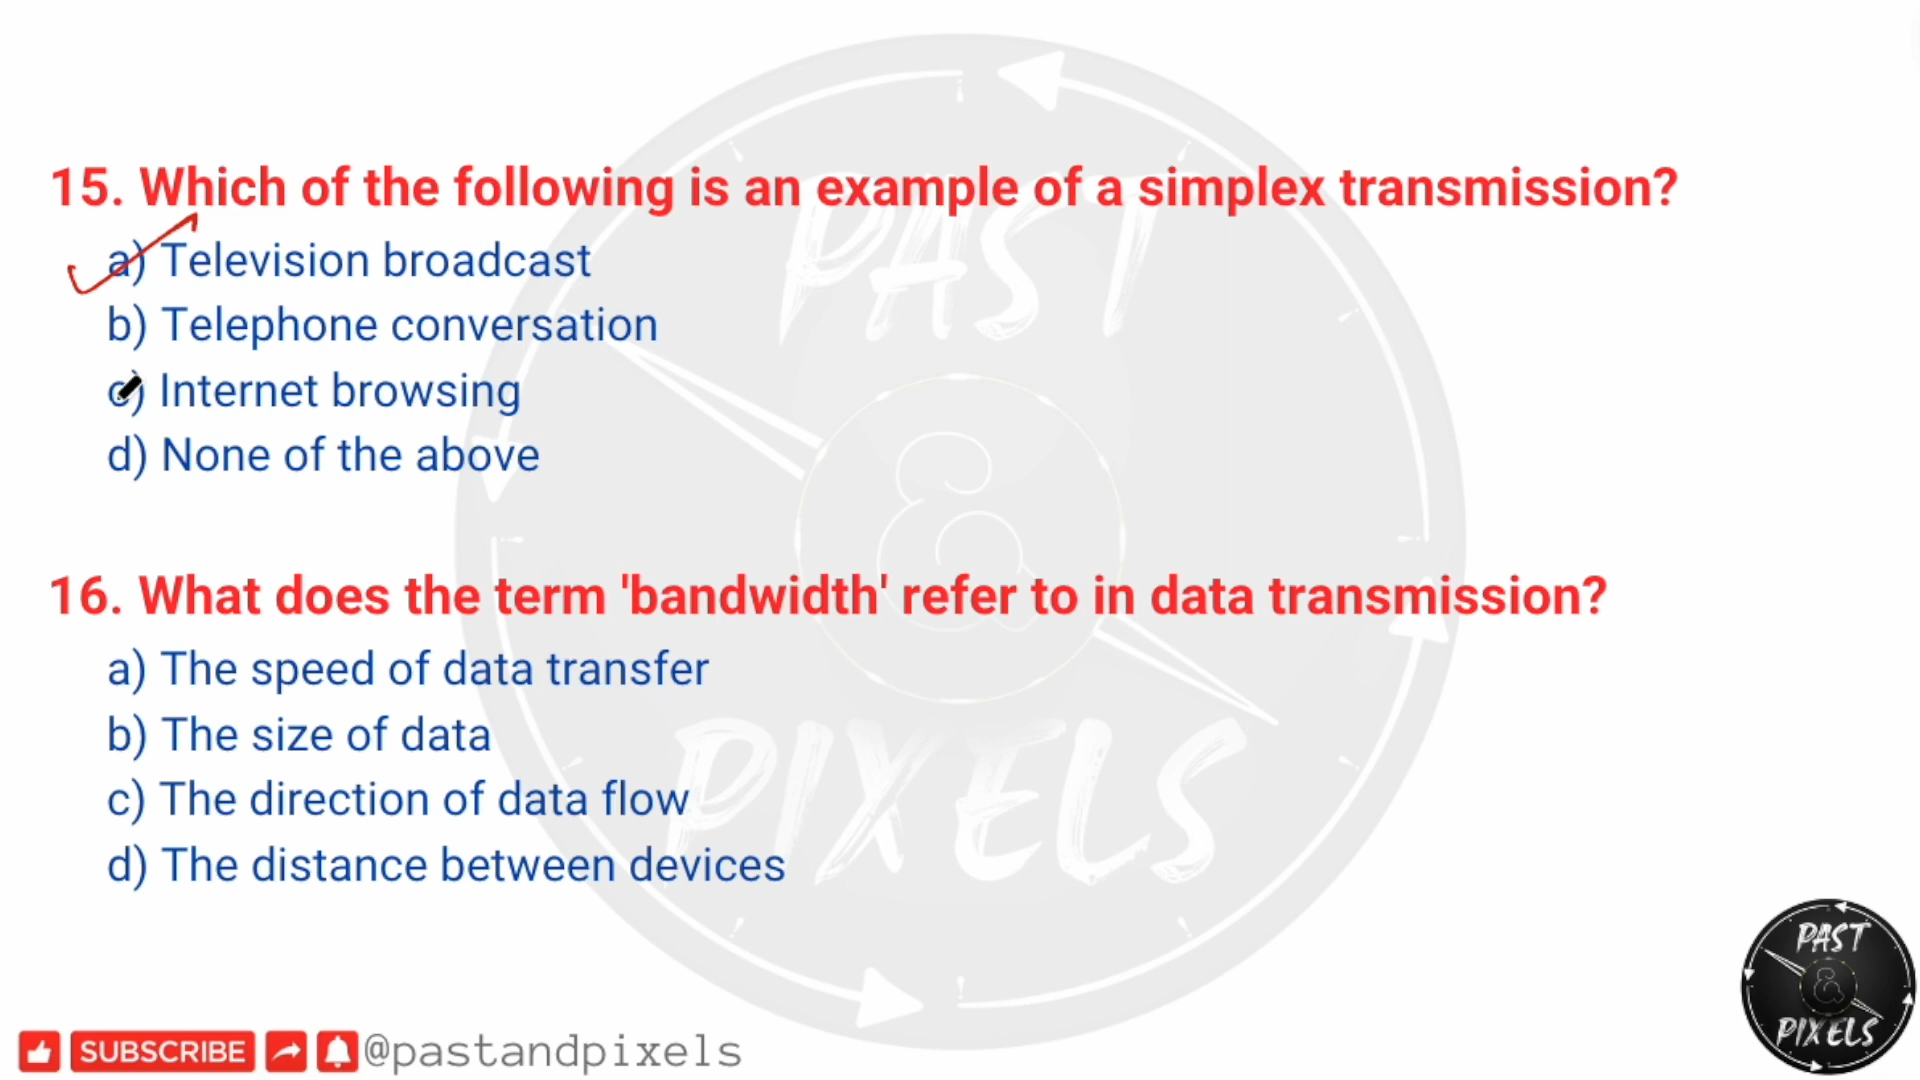 15. Which of the following is an example of a simplex transmission?
a) Television broadcast
b) Telephone conversation
c) Internet browsing
d) None of the above
16. What does the term 'bandwidth' refer to in data transmission?
a) The speed of data transfer
b) The size of data
c) The direction of data flow
d) The distance between devices
PAST
&
PIXELS
PAST
&
PIXELS
SUBSCRIBE @pastandpixels